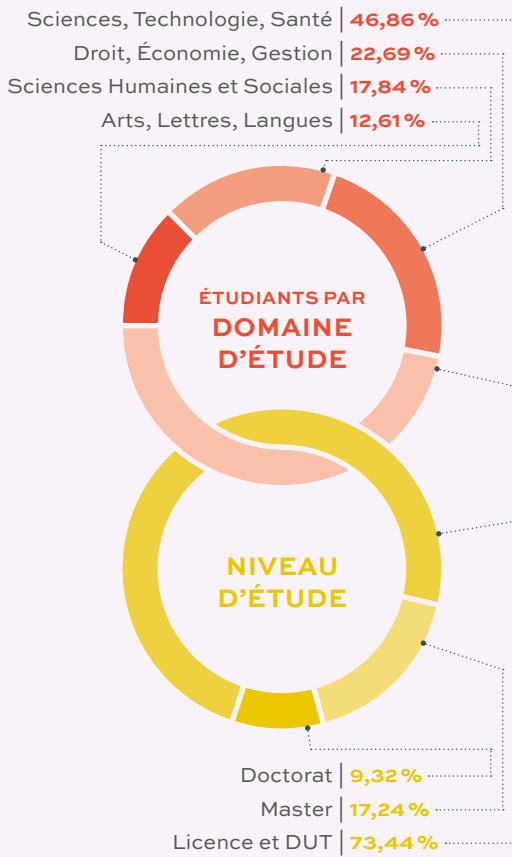 Sciences, Technologie, Santé | 46,86 %
Droit, Économie, Gestion | 22,69 %
Sciences Humaines et Sociales | 17,84 %
Arts, Lettres, Langues | 12,61 %
ÉTUDIANTS PAR
DOMAINE
D’ÉTUDE
NIVEAU
D’ÉTUDE
Doctorat | 9,32 %
Master | 17,24 %
Licence et DUT | 73,44 %